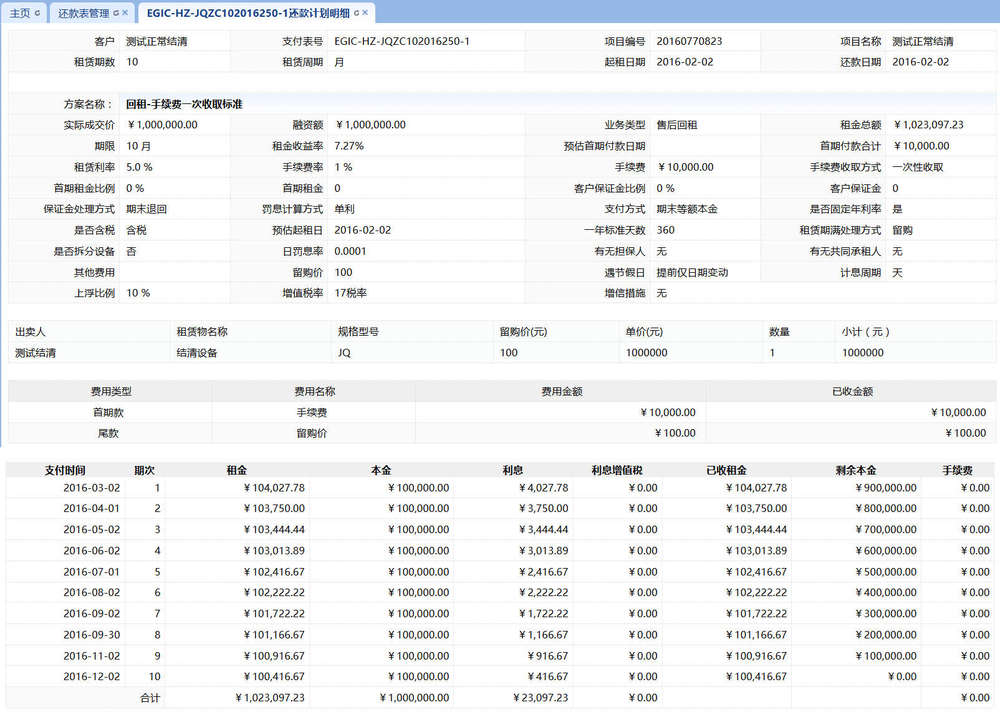 主页 还款表管理 EGIC-HZ-JQZC102016250-1还款计划明细
客户 测试正常结清 支付表号 EGIC-HZ-JQZC102016250-1 项目编号 20160770823 项目名称 测试正常结清
租赁期数 10 租赁周期 月 起租日期 2016-02-02 还款日期 2016-02-02
方案名称： 回租-手续费一次收取标准
实际成交价 ￥1,000,000.00 融资额 ￥1,000,000.00 业务类型 售后回租 租金总额 ￥1,023,097.23
期限 10 月 租金收益率 7.27% 预估首期付款日期 首期付款合计 ￥10,000.00
租赁利率 5.0 % 手续费率 1 % 手续费 ￥10,000.00 手续费收取方式 一次性收取
首期租金比例 0 % 首期租金 0 客户保证金比例 0 % 客户保证金 0
保证金处理方式 期末退回 罚息计算方式 单利 支付方式 期末等额本金 是否固定年利率 是
是否含税 含税 预估起租日 2016-02-02 一年标准天数 360 租赁期满处理方式 留购
是否拆分设备 否 日罚息率 0.0001 有无担保人 无 有无共同承租人 无
其他费用 留购价 100 遇节假日 提前仅日期变动 计息周期 天
上浮比例 10 % 增值税率 17税率 增信措施 无
出卖人 租赁物名称 规格型号 留购价(元) 单价(元) 数量 小计（元）
测试结清 结清设备 JQ 100 1000000 1 1000000
费用类型 费用名称 费用金额 已收金额
首期款 手续费 ￥10,000.00 ￥10,000.00
尾款 留购价 ￥100.00 ￥100.00
支付时间 期次 租金 本金 利息 利息增值税 已收租金 剩余本金 手续费
2016-03-02 1 ￥104,027.78 ￥100,000.00 ￥4,027.78 ￥0.00 ￥104,027.78 ￥900,000.00 ￥0.00
2016-04-01 2 ￥103,750.00 ￥100,000.00 ￥3,750.00 ￥0.00 ￥103,750.00 ￥800,000.00 ￥0.00
2016-05-02 3 ￥103,444.44 ￥100,000.00 ￥3,444.44 ￥0.00 ￥103,444.44 ￥700,000.00 ￥0.00
2016-06-02 4 ￥103,013.89 ￥100,000.00 ￥3,013.89 ￥0.00 ￥103,013.89 ￥600,000.00 ￥0.00
2016-07-01 5 ￥102,416.67 ￥100,000.00 ￥2,416.67 ￥0.00 ￥102,416.67 ￥500,000.00 ￥0.00
2016-08-02 6 ￥102,222.22 ￥100,000.00 ￥2,222.22 ￥0.00 ￥102,222.22 ￥400,000.00 ￥0.00
2016-09-02 7 ￥101,722.22 ￥100,000.00 ￥1,722.22 ￥0.00 ￥101,722.22 ￥300,000.00 ￥0.00
2016-09-30 8 ￥101,166.67 ￥100,000.00 ￥1,166.67 ￥0.00 ￥101,166.67 ￥200,000.00 ￥0.00
2016-11-02 9 ￥100,916.67 ￥100,000.00 ￥916.67 ￥0.00 ￥100,916.67 ￥100,000.00 ￥0.00
2016-12-02 10 ￥100,416.67 ￥100,000.00 ￥416.67 ￥0.00 ￥100,416.67 ￥0.00 ￥0.00
合计 ￥1,023,097.23 ￥1,000,000.00 ￥23,097.23 ￥0.00 ￥0.00